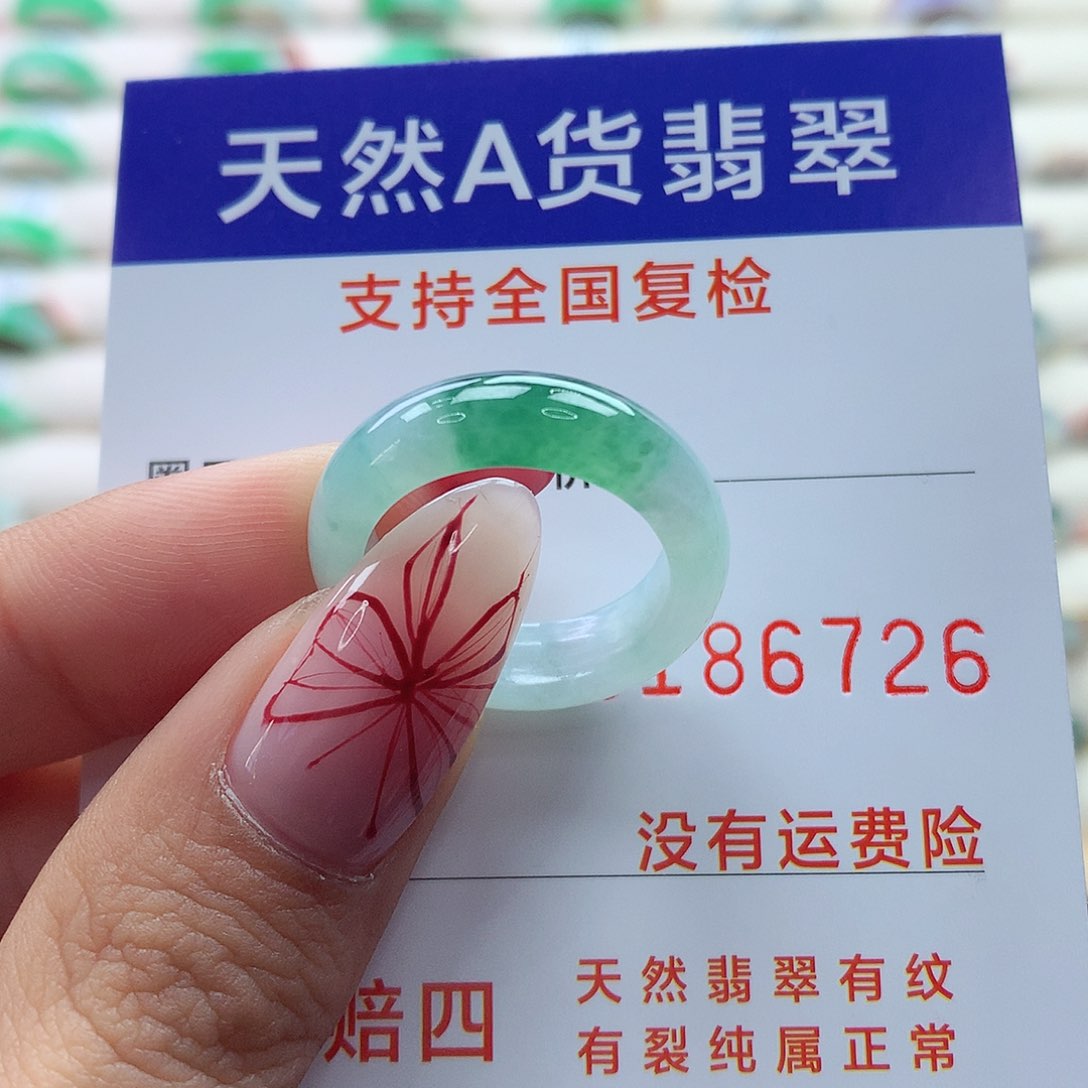 天然A货翡翠
支持全国复检
价
186726
没有运费险
赔四
天然翡翠有纹
有裂纯属正常